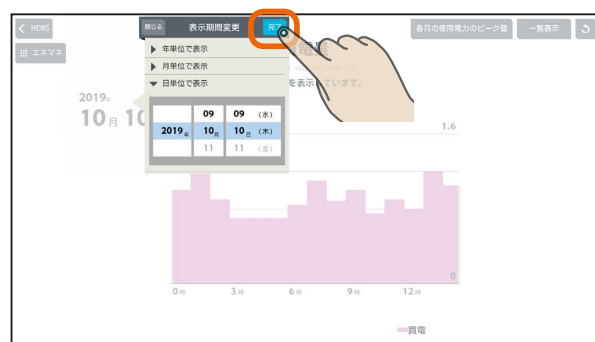 HEMS
閉じる 表示期間変更 完了
各月の使用電力のピーク値 一覧表示
エネマネ
年単位で表示
月単位で表示
日単位で表示
電量
を表示しています。
2019年
10月 10
09 09 (水)
2019年 10月 10日 (木)
11 11 (金)
1.6
0
0時 3時 6時 9時 12時
買電